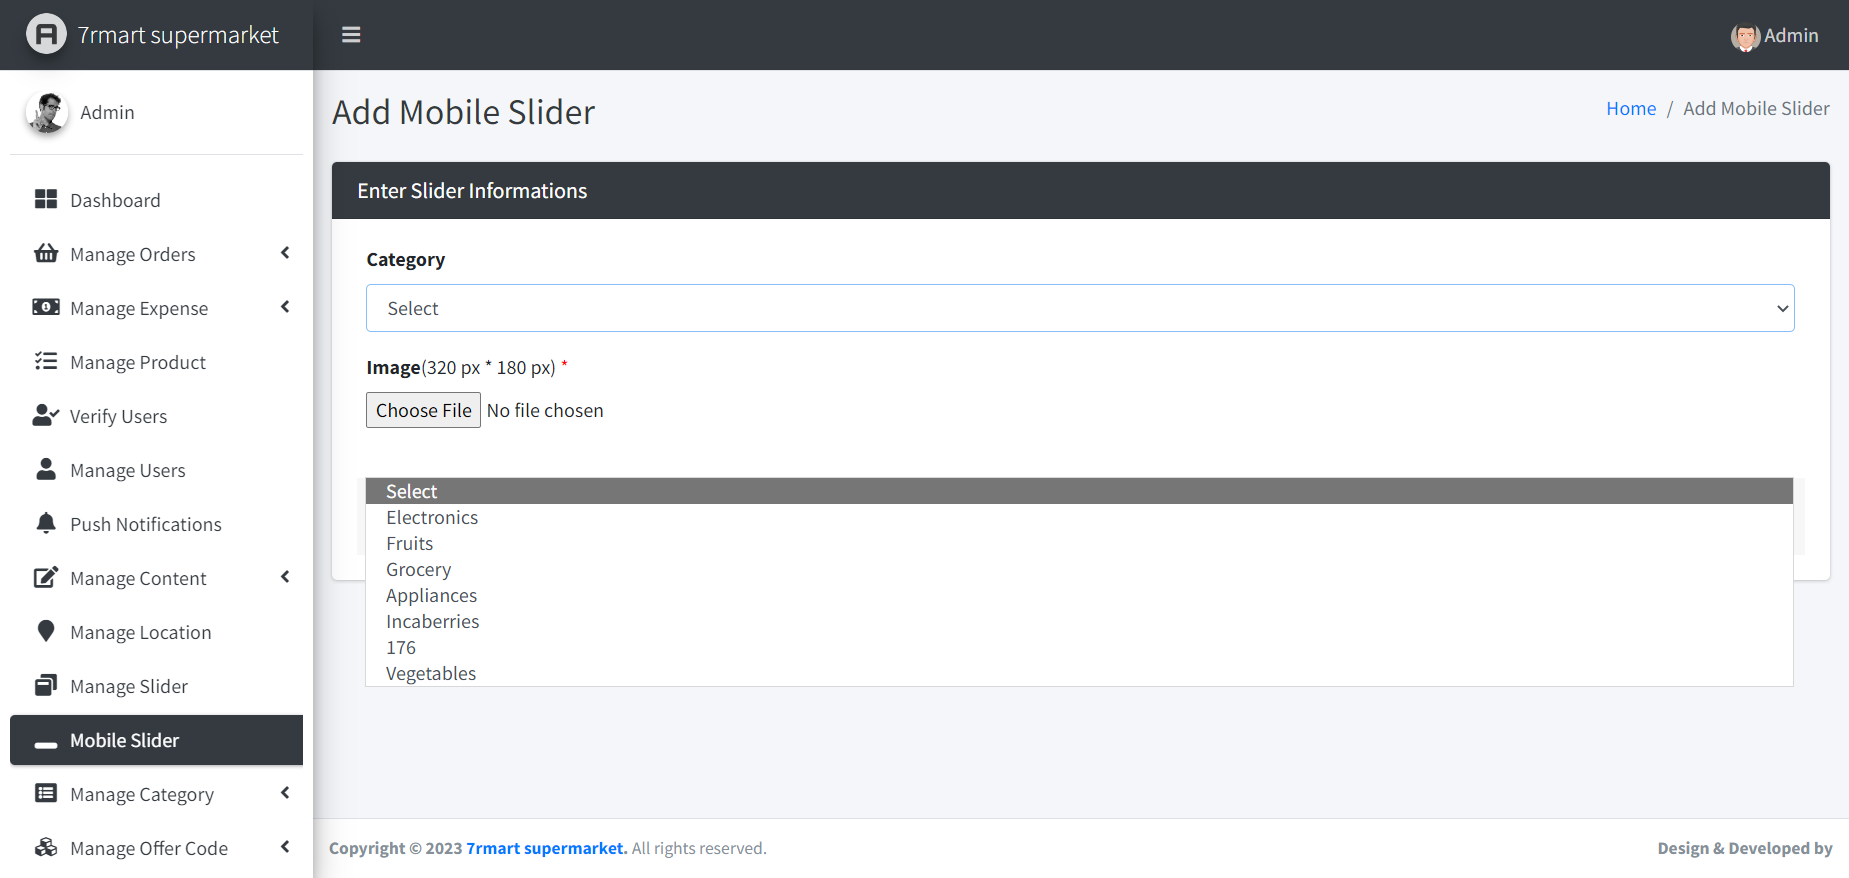 7rmart supermarket
Admin
Admin
Dashboard
Manage Orders
Manage Expense
Manage Product
Verify Users
Manage Users
Push Notifications
Manage Content
Manage Location
Manage Slider
Mobile Slider
Manage Category
Manage Offer Code
Add Mobile Slider
Home / Add Mobile Slider
Enter Slider Informations
Category
Select
Image(320 px * 180 px) *
Choose File No file chosen
Select
Electronics
Fruits
Grocery
Appliances
Incaberries
176
Vegetables
Copyright © 2023 7rmart supermarket. All rights reserved.
Design & Developed by